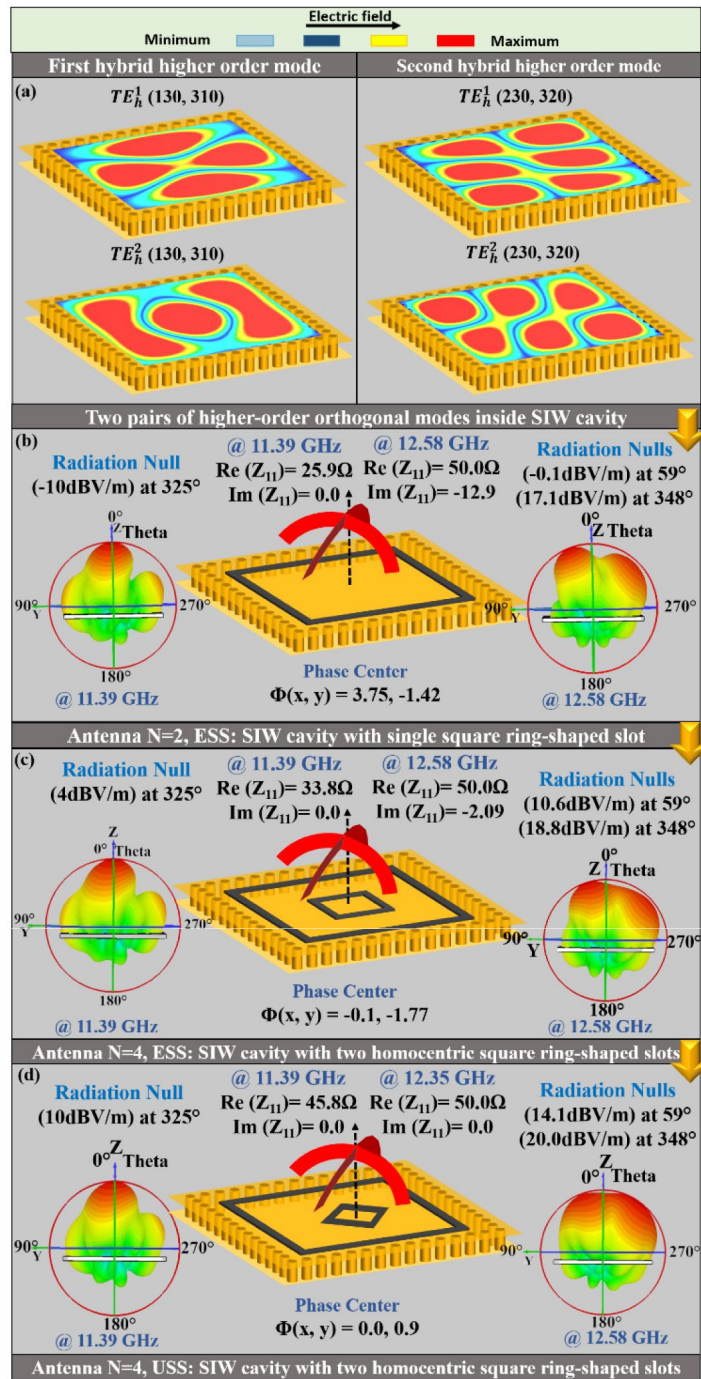 Electric field
Minimum Maximum
First hybrid higher order mode
Second hybrid higher order mode
(a)
TE_h^1 (130, 310)
TE_h^1 (230, 320)
TE_h^2 (130, 310)
TE_h^2 (230, 320)
Two pairs of higher-order orthogonal modes inside SIW cavity
(b)
Radiation Null
(-10dBV/m) at 325°
@ 11.39 GHz
Re (Z₁₁)= 25.9Ω
Im (Z₁₁)= 0.0
@ 12.58 GHz
Re (Z₁₁)= 50.0Ω
Im (Z₁₁)= -12.9
Radiation Nulls
(-0.1dBV/m) at 59°
(17.1dBV/m) at 348°
0°
Z Theta
90°
Y
270°
180°
@ 11.39 GHz
Phase Center
Φ(x, y) = 3.75, -1.42
0°
Z Theta
90°
Y
270°
180°
@ 12.58 GHz
Antenna N=2, ESS: SIW cavity with single square ring-shaped slot
(c)
Radiation Null
(4dBV/m) at 325°
@ 11.39 GHz
Re (Z₁₁)= 33.8Ω
Im (Z₁₁)= 0.0
@ 12.58 GHz
Re (Z₁₁)= 50.0Ω
Im (Z₁₁)= -2.09
Radiation Nulls
(10.6dBV/m) at 59°
(18.8dBV/m) at 348°
Z
0° Theta
90°
Y
270°
180°
@ 11.39 GHz
Phase Center
Φ(x, y) = -0.1, -1.77
0°
Z Theta
90°
Y
270°
180°
@ 12.58 GHz
Antenna N=4, ESS: SIW cavity with two homocentric square ring-shaped slots
(d)
Radiation Null
(10dBV/m) at 325°
@ 11.39 GHz
Re (Z₁₁)= 45.8Ω
Im (Z₁₁)= 0.0
@ 12.35 GHz
Re (Z₁₁)= 50.0Ω
Im (Z₁₁)= 0.0
Radiation Nulls
(14.1dBV/m) at 59°
(20.0dBV/m) at 348°
Z
0° Theta
90°
Y
270°
180°
@ 11.39 GHz
Phase Center
Φ(x, y) = 0.0, 0.9
Z
0° Theta
90°
Y
270°
180°
@ 12.58 GHz
Antenna N=4, USS: SIW cavity with two homocentric square ring-shaped slots